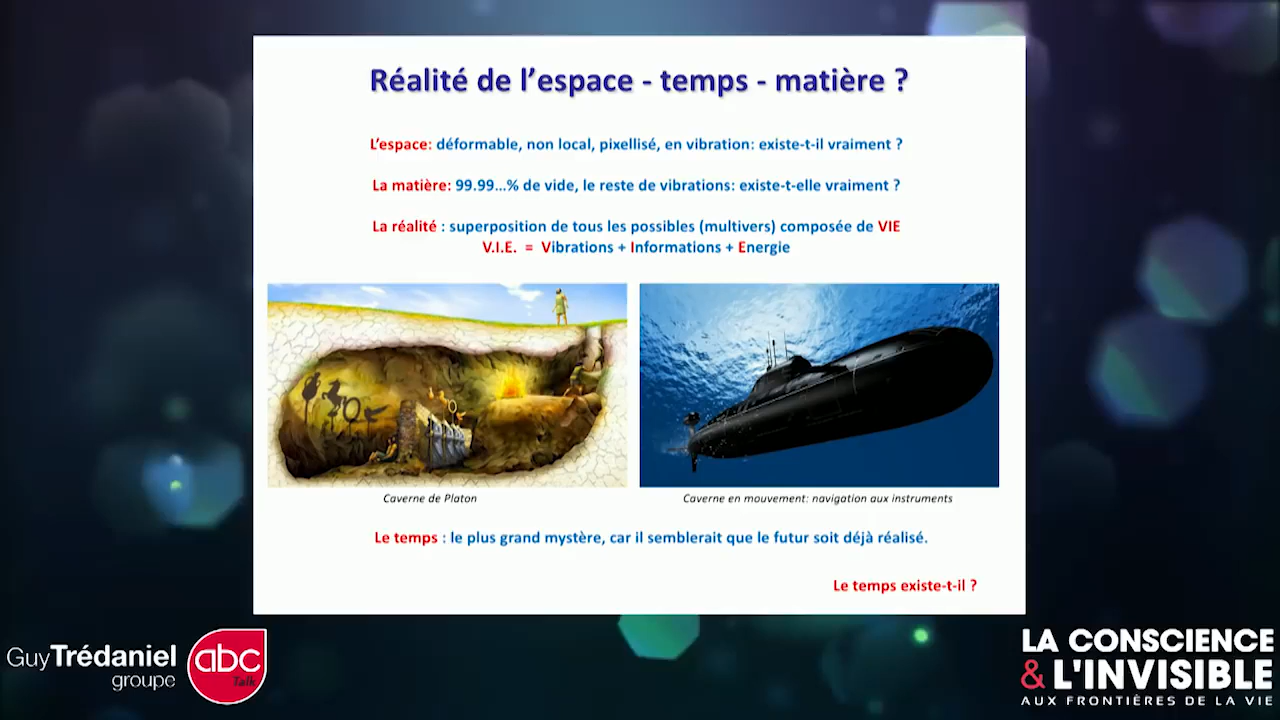 Réalité de l’espace - temps - matière ?
L’espace: déformable, non local, pixellisé, en vibration: existe-t-il vraiment ?
La matière: 99.99...% de vide, le reste de vibrations: existe-t-elle vraiment ?
La réalité : superposition de tous les possibles (multivers) composée de VIE
V.I.E. = Vibrations + Informations + Energie
Caverne de Platon
Caverne en mouvement: navigation aux instruments
Le temps : le plus grand mystère, car il semblerait que le futur soit déjà réalisé.
Le temps existe-t-il ?
Guy Trédaniel
groupe
abc
Talk
LA CONSCIENCE
& L'INVISIBLE
AUX FRONTIÈRES DE LA VIE